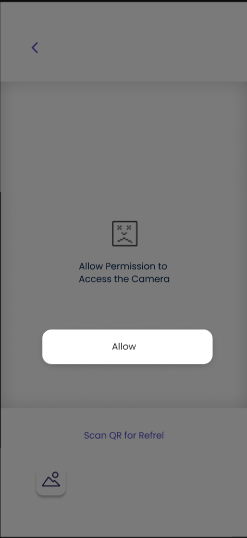 Allow Permission to
Access the Camera
Allow
Scan QR for Refrel